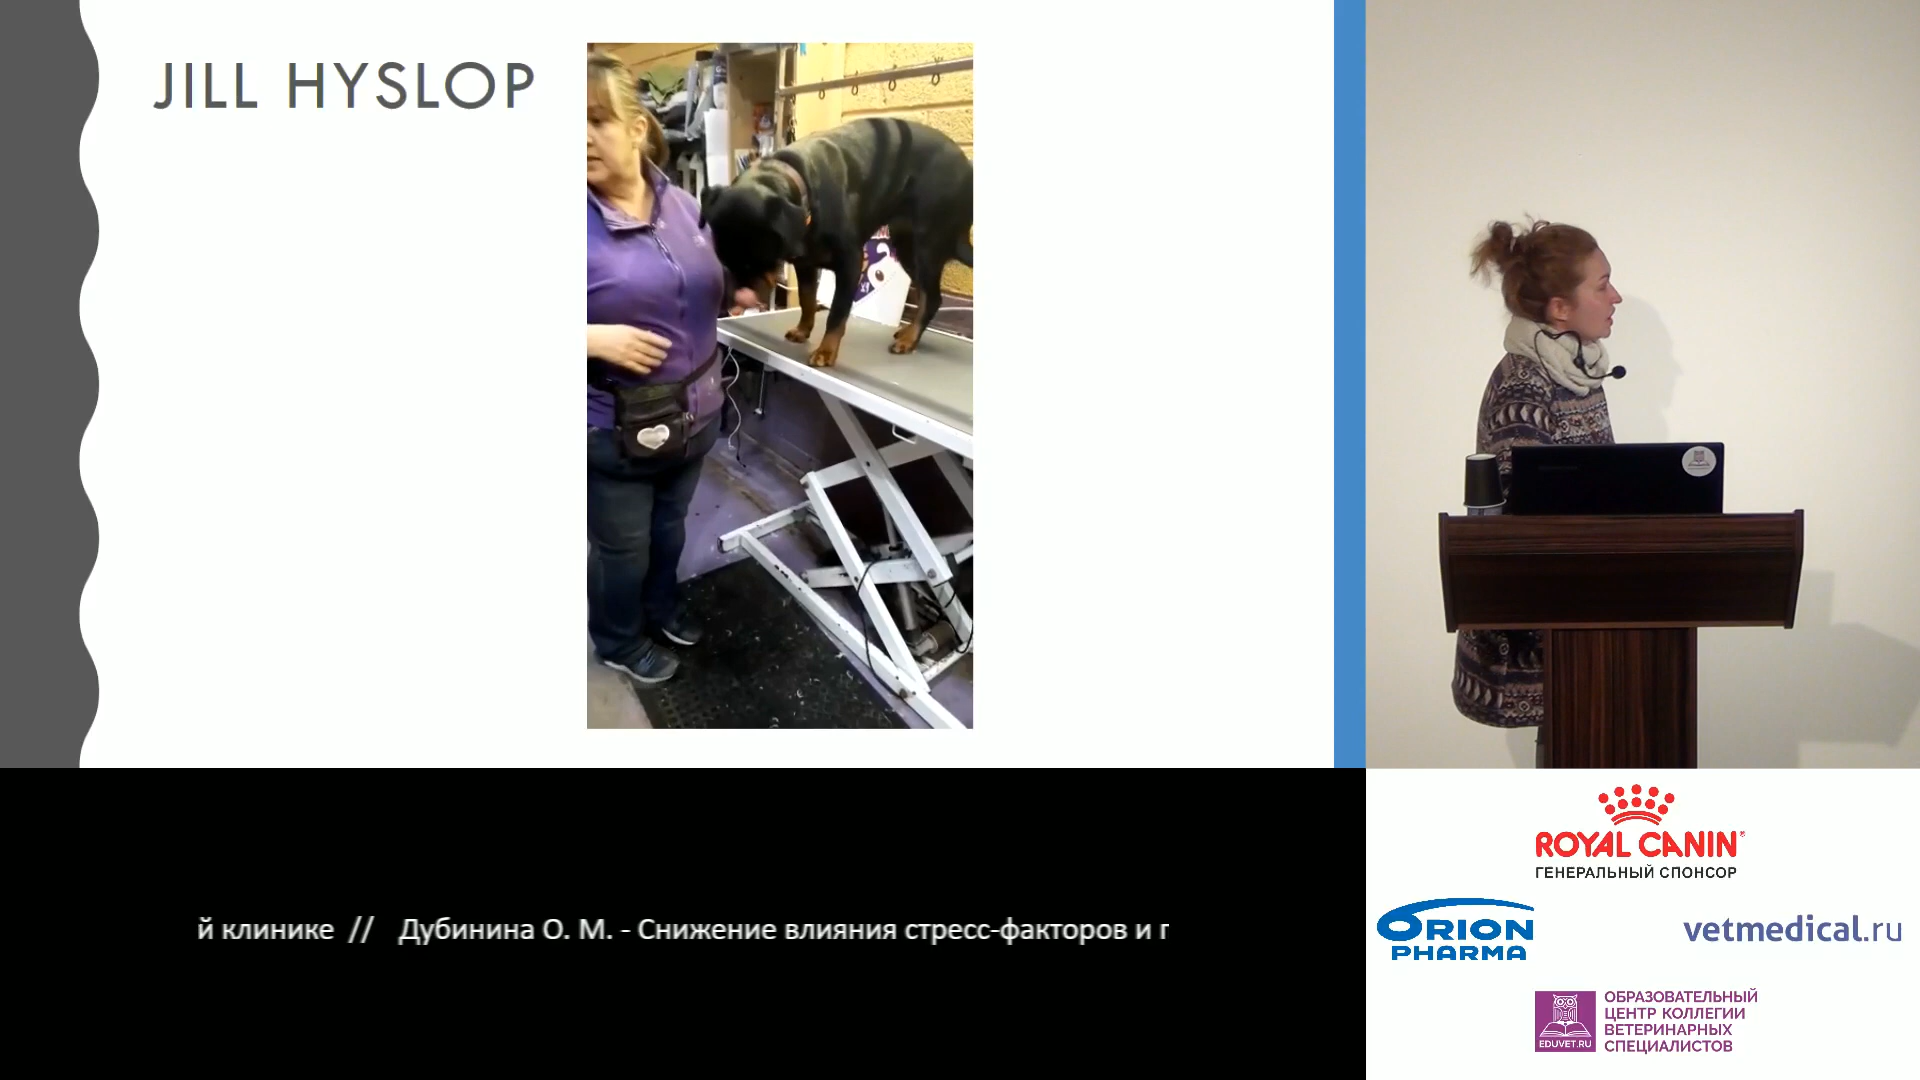 JILL HYSLOP
й клинике // Дубинина О. М. - Снижение влияния стресс-факторов и г
ROYAL CANIN
ГЕНЕРАЛЬНЫЙ СПОНСОР
ORION
PHARMA
vetmedical.ru
EDUVET.RU
ОБРАЗОВАТЕЛЬНЫЙ
ЦЕНТР КОЛЛЕГИИ
ВЕТЕРИНАРНЫХ
СПЕЦИАЛИСТОВ